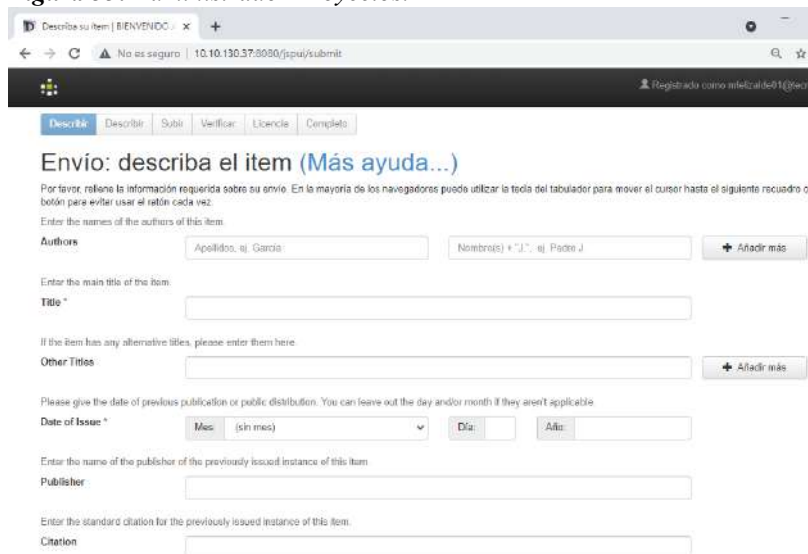 Describa su ítem | BIENVENIDO
No es seguro | 10.10.130.37:8080/jspui/submit
Registrado como mfelizalde01@tecn
Describir Describir Subir Verificar Licencia Completo
Envío: describa el item (Más ayuda...)
Por favor, rellene la información requerida sobre su envío. En la mayoría de los navegadores puede utilizar la tecla del tabulador para mover el cursor hasta el siguiente recuadro o
botón para evitar usar el ratón cada vez.
Enter the names of the authors of this item.
Authors Apellidos, ej. García Nombre(s) + "J.", ej. Pedro J. + Añadir más
Enter the main title of the item.
Title *
If the item has any alternative titles, please enter them here.
Other Titles + Añadir más
Please give the date of previous publication or public distribution. You can leave out the day and/or month if they aren't applicable.
Date of Issue * Mes: (sin mes) Día: Año:
Enter the name of the publisher of the previously issued instance of this item.
Publisher
Enter the standard citation for the previously issued instance of this item.
Citation